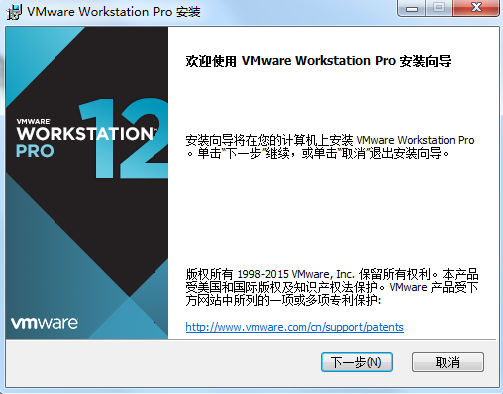 VMware Workstation Pro 安装
欢迎使用 VMware Workstation Pro 安装向导
VMWARE
WORKSTATION™
PRO 12
安装向导将在您的计算机上安装 VMware Workstation Pro
。单击“下一步”继续，或单击“取消”退出安装向导。
版权所有 1998-2015 VMware, Inc. 保留所有权利。本产品
受美国和国际版权及知识产权法保护。VMware 产品受下
方网站中所列的一项或多项专利保护:
http://www.vmware.com/cn/support/patents
vmware
下一步(N)
取消